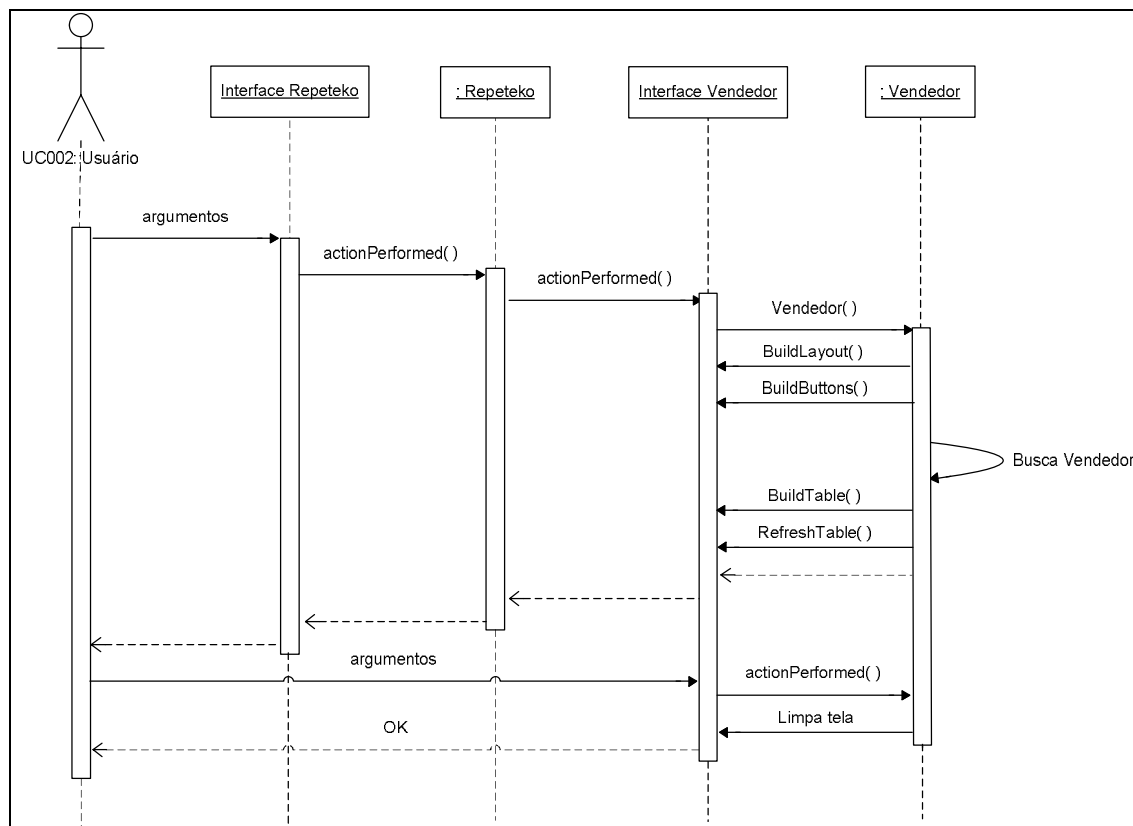 Interface Repeteko
: Repeteko
Interface Vendedor
: Vendedor
UC002: Usuário
argumentos
actionPerformed( )
actionPerformed( )
Vendedor( )
BuildLayout( )
BuildButtons( )
Busca Vendedor
BuildTable( )
RefreshTable( )
argumentos
actionPerformed( )
Limpa tela
OK